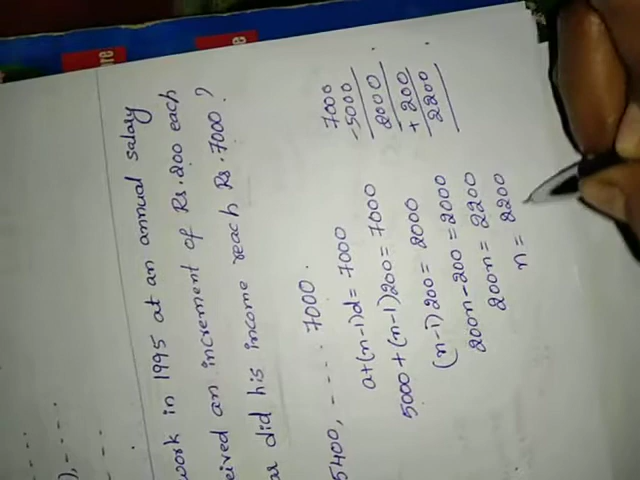 work in 1995 at an annual salary
eived an increment of Rs.200 each
did his income reach Rs.7000?
5400, ---- 7000.
a+(n-1)d = 7000
5000+(n-1)200 = 7000
(n-1)200 = 2000
200n-200 = 2000
200n = 2200
n = 2200
7000
-5000
2000
+200
2200